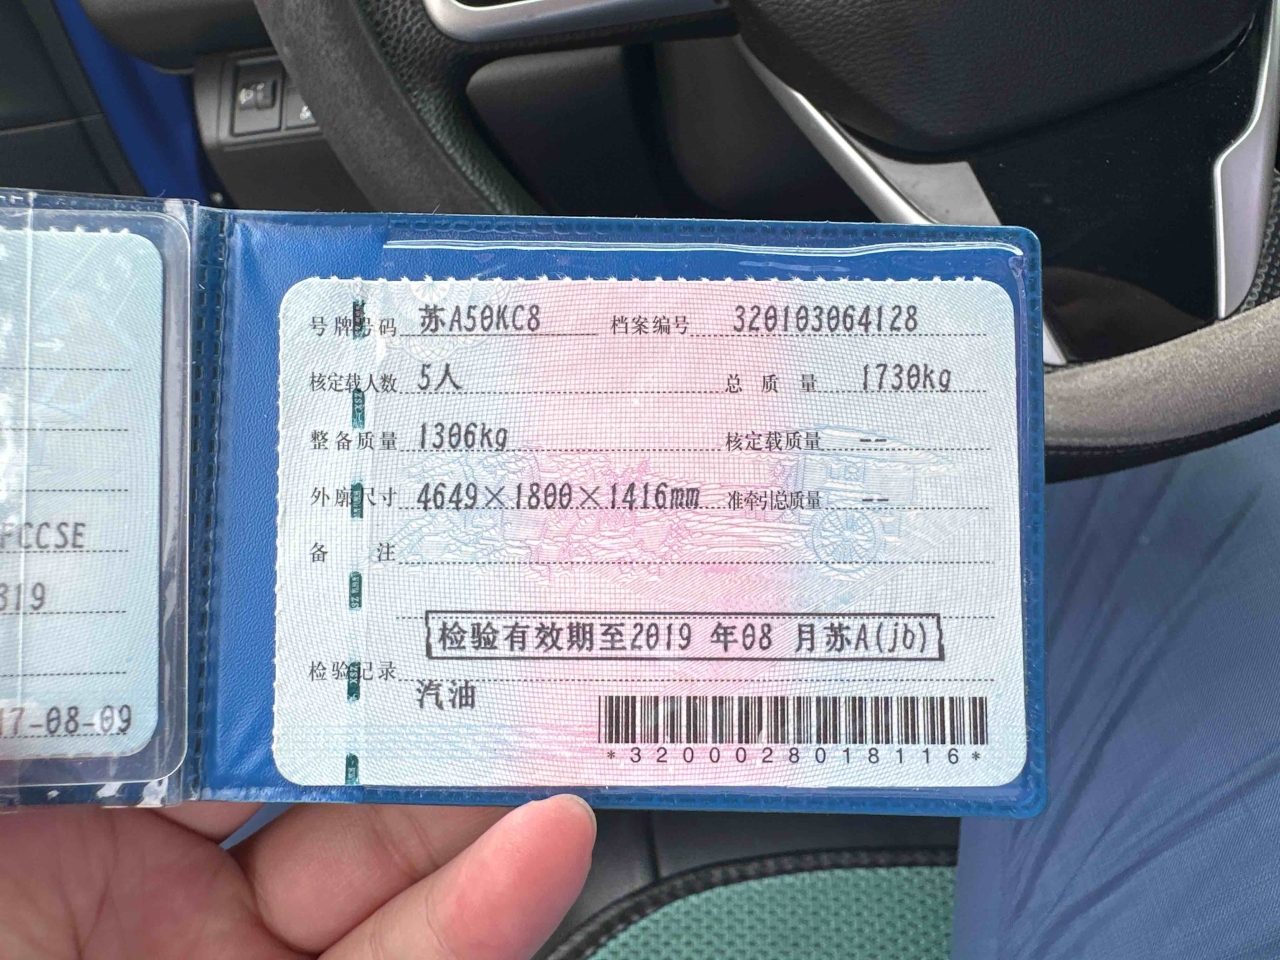 FCCSE
319
17-08-09
号牌号码 苏A50KC8 档案编号 320103064128
核定载人数 5人 总质量 1730kg
整备质量 1306kg 核定载质量 --
外廓尺寸 4649×1800×1416mm 准牵引总质量 --
备注
检验有效期至2019 年08 月苏A(jb)
检验记录
汽油
*3200028018116*